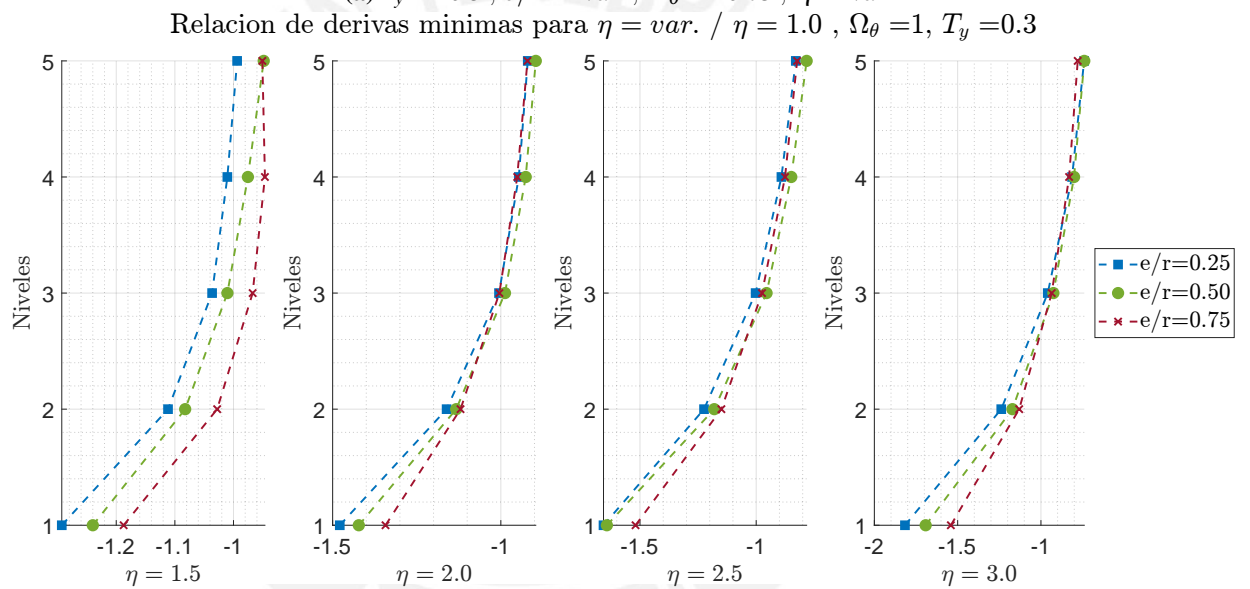 Relacion de derivas minimas para η = var. / η = 1.0 , Ω_θ =1, T_y =0.3
5
4
3
2
1
Niveles
-1.2 -1.1 -1
η = 1.5
5
4
3
2
1
Niveles
-1.5 -1
η = 2.0
5
4
3
2
1
Niveles
-1.5 -1
η = 2.5
5
4
3
2
1
Niveles
-2 -1.5 -1
η = 3.0
e/r=0.25
e/r=0.50
e/r=0.75